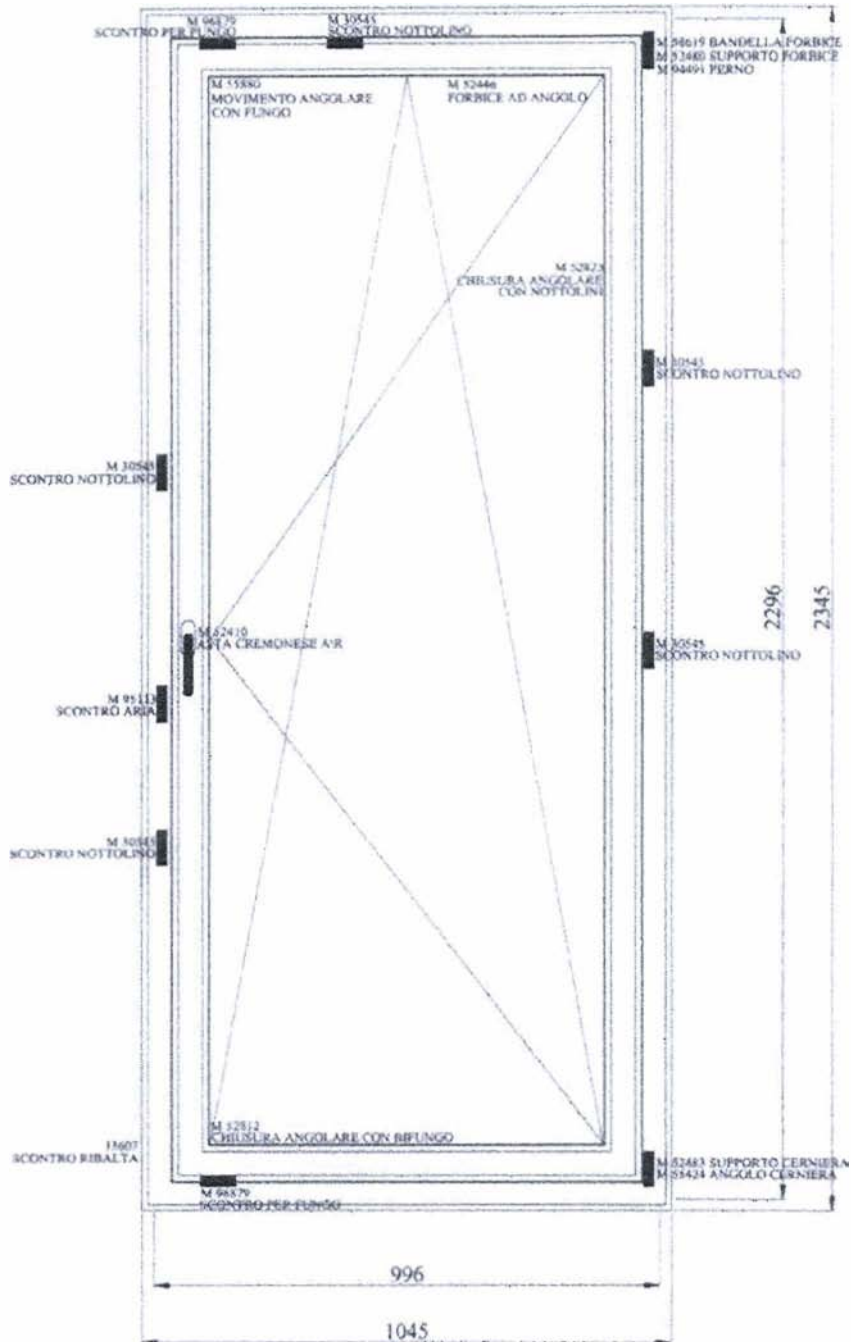 M 96879
SCONTRO PER FUNGO
M 30545
SCONTRO NOTTOLINO
BANDELLA FORBICE
SUPPORTO FORBICE
M 94491 PERNO
M 55880
MOVIMENTO ANGOLARE
CON FUNGO
M 52446
FORBICE AD ANGOLO
M 52823
CHIUSURA ANGOLARE
CON NOTTOLINI
M 30545
SCONTRO NOTTOLINO
M 30545
SCONTRO NOTTOLINO
M 52410
ASTA CREMONESE A\R
M 30545
SCONTRO NOTTOLINO
2296
2345
M 95113
SCONTRO ARIA
M 30545
SCONTRO NOTTOLINO
M 52812
CHIUSURA ANGOLARE CON BIFUNGO
SCONTRO RIBALTA
M 52483 SUPPORTO CERNIERA
ANGOLO CERNIERA
M 96879
SCONTRO PER FUNGO
996
1045